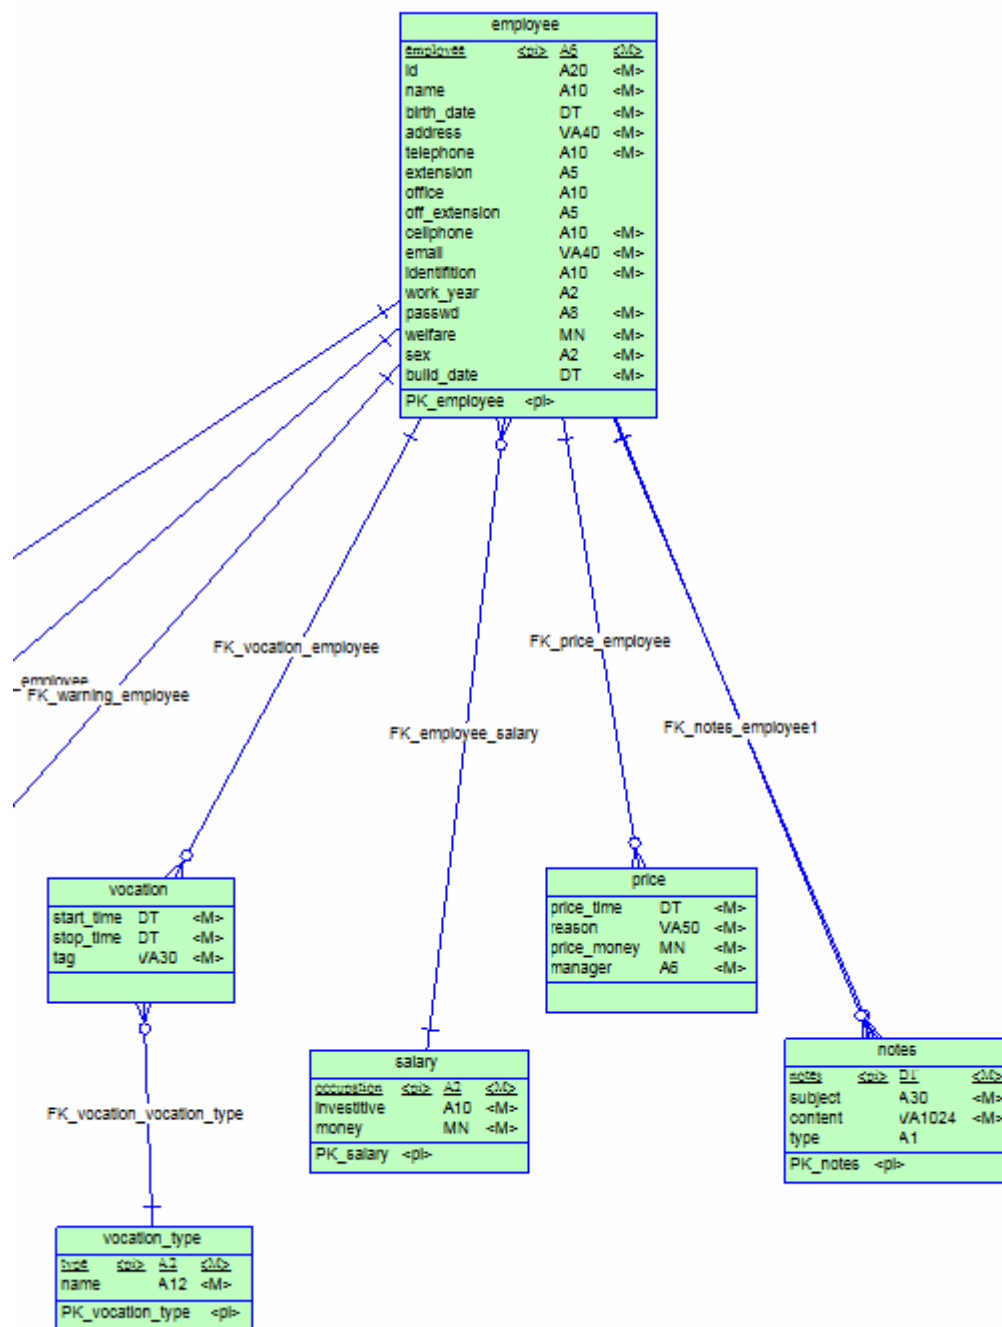 employee
employee <pi> A6 <M>
id A20 <M>
name A10 <M>
birth_date DT <M>
address VA40 <M>
telephone A10 <M>
extension A5
office A10
off_extension A5
cellphone A10 <M>
email VA40 <M>
identifition A10 <M>
work_year A2
passwd A8 <M>
welfare MN <M>
sex A2 <M>
build_date DT <M>
PK_employee <pi>
FK_vocation_employee
FK_price_employee
_employee
FK_warning_employee
FK_employee_salary
FK_notes_employee1
vocation
start_time DT <M>
stop_time DT <M>
tag VA30 <M>
price
price_time DT <M>
reason VA50 <M>
price_money MN <M>
manager A6 <M>
salary
occupation <pi> A2 <M>
investitive A10 <M>
money MN <M>
PK_salary <pi>
notes
notes <pi> DT <M>
subject A30 <M>
content VA1024 <M>
type A1
PK_notes <pi>
FK_vocation_vocation_type
vocation_type
type <pi> <M>
name A12 <M>
PK_vocation_type <pi>